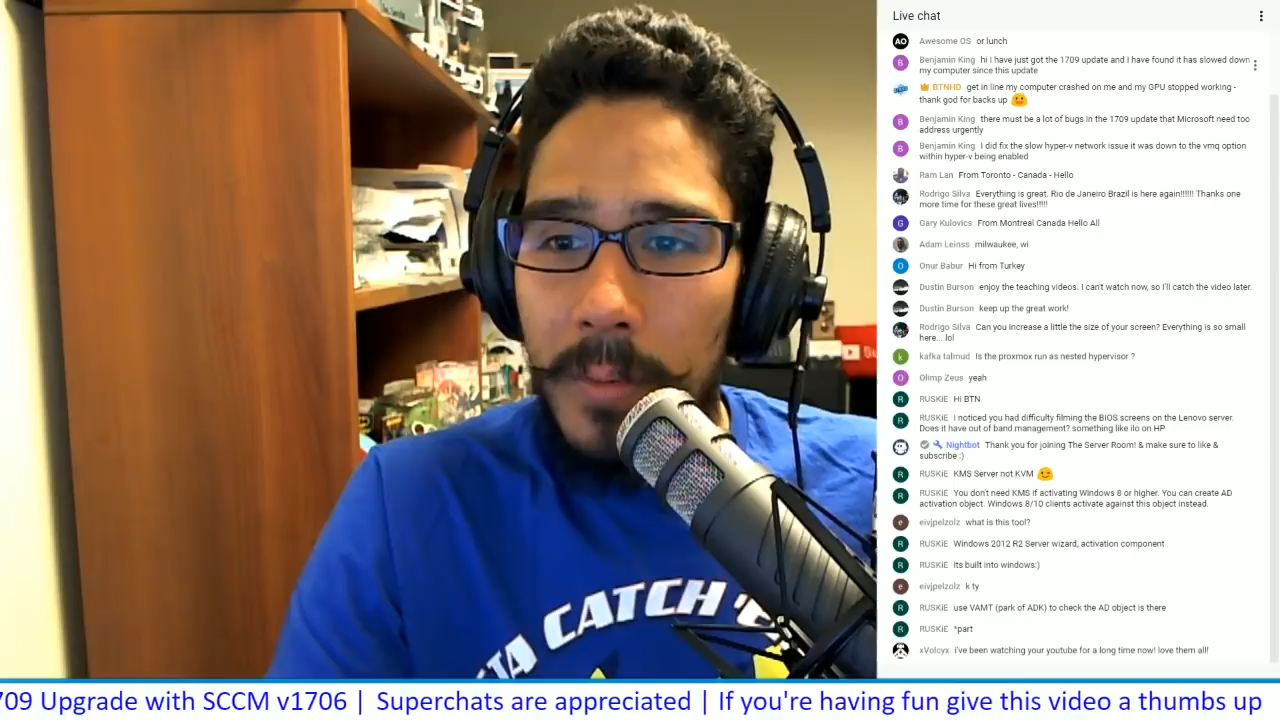 Live chat
AO Awesome OS or lunch
B Benjamin King hi I have just got the 1709 update and I have found it has slowed down
my computer since this update
BTNHD get in line my computer crashed on me and my GPU stopped working -
thank god for backs up
B Benjamin King there must be a lot of bugs in the 1709 update that Microsoft need too
address urgently
B Benjamin King I did fix the slow hyper-v network issue it was down to the vmq option
within hyper-v being enabled
Ram Lan From Toronto - Canada - Hello
Rodrigo Silva Everything is great. Rio de Janeiro Brazil is here again!!!!!! Thanks one
more time for these great lives!!!!!
G Gary Kulovics From Montreal Canada Hello All
Adam Leinss milwaukee, wi
O Onur Babur Hi from Turkey
Dustin Burson enjoy the teaching videos. I can't watch now, so I'll catch the video later.
Dustin Burson keep up the great work!
Rodrigo Silva Can you increase a little the size of your screen? Everything is so small
here... lol
k kafka talmud Is the proxmox run as nested hypervisor ?
O Olimp Zeus yeah
R RUSKiE Hi BTN
R RUSKiE I noticed you had difficulty filming the BIOS screens on the Lenovo server.
Does it have out of band management? something like ilo on HP
Nightbot Thank you for joining The Server Room! & make sure to like &
subscribe :)
R RUSKiE KMS Server not KVM
R RUSKiE You don't need KMS if activating Windows 8 or higher. You can create AD
activation object. Windows 8/10 clients activate against this object instead.
e eivjpelzolz what is this tool?
R RUSKiE Windows 2012 R2 Server wizard, activation component
R RUSKiE Its built into windows:)
e eivjpelzolz k ty
R RUSKiE use VAMT (park of ADK) to check the AD object is there
R RUSKiE *part
xVolcyx i've been watching your youtube for a long time now! love them all!
TA CATCH 'E
709 Upgrade with SCCM v1706 | Superchats are appreciated | If you're having fun give this video a thumbs up